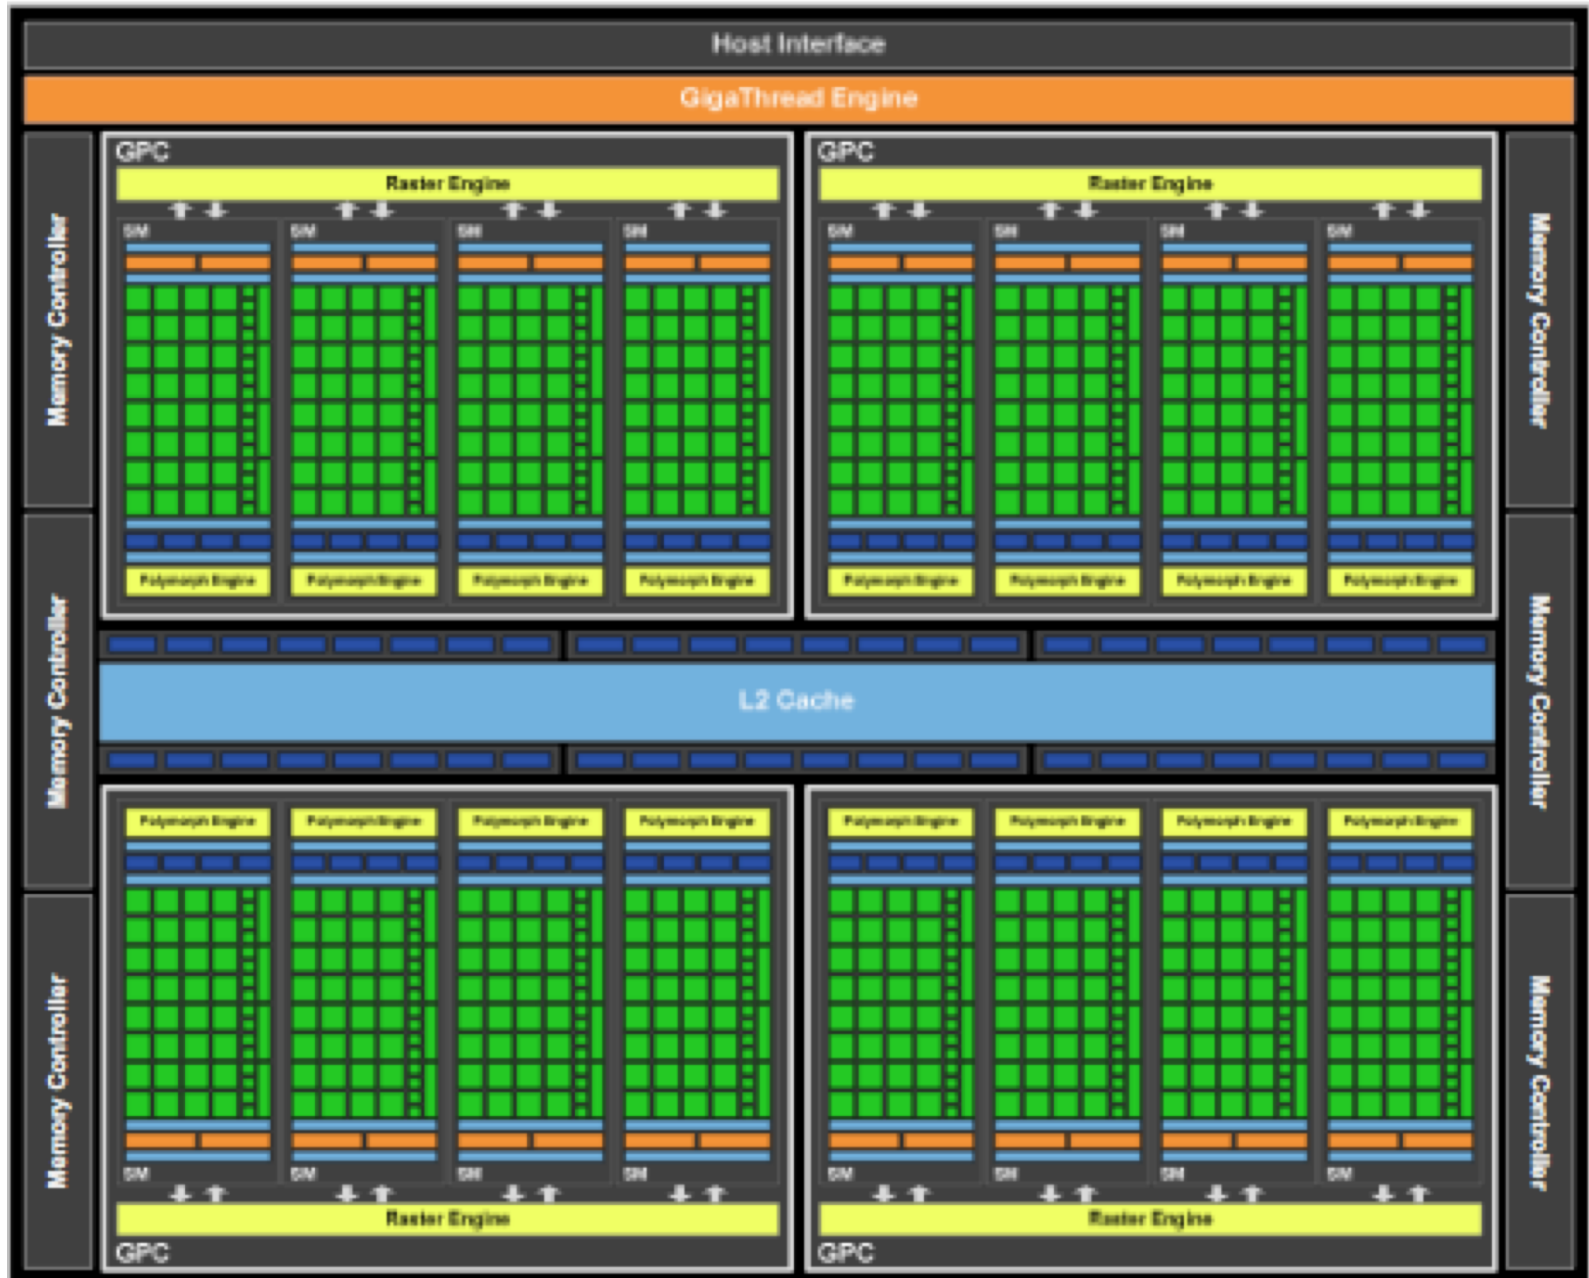 Host Interface
GigaThread Engine
GPC
GPC
Raster Engine
Raster Engine
SM
SM
SM
SM
SM
SM
SM
SM
Memory Controller
Memory Controller
Polymorph Engine
Polymorph Engine
Polymorph Engine
Polymorph Engine
Polymorph Engine
Polymorph Engine
Polymorph Engine
Polymorph Engine
Memory Controller
Memory Controller
L2 Cache
Polymorph Engine
Polymorph Engine
Polymorph Engine
Polymorph Engine
Polymorph Engine
Polymorph Engine
Polymorph Engine
Polymorph Engine
Memory Controller
Memory Controller
SM
SM
SM
SM
SM
SM
SM
SM
Raster Engine
Raster Engine
GPC
GPC